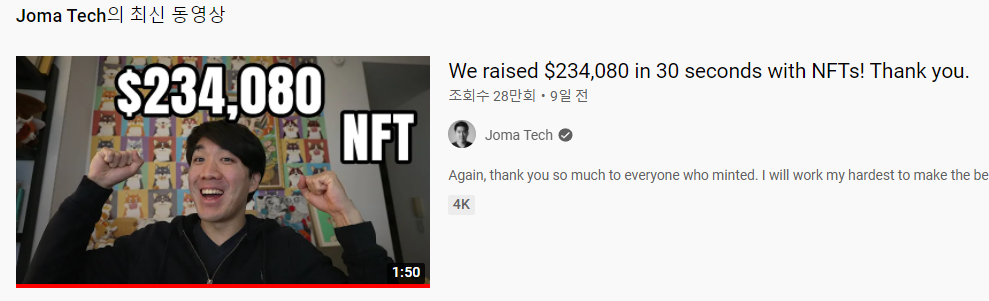 Joma Tech의 최신 동영상
$234,080
NFT
1:50
We raised $234,080 in 30 seconds with NFTs! Thank you.
조회수 28만회 • 9일 전
Joma Tech
Again, thank you so much to everyone who minted. I will work my hardest to make the be
4K